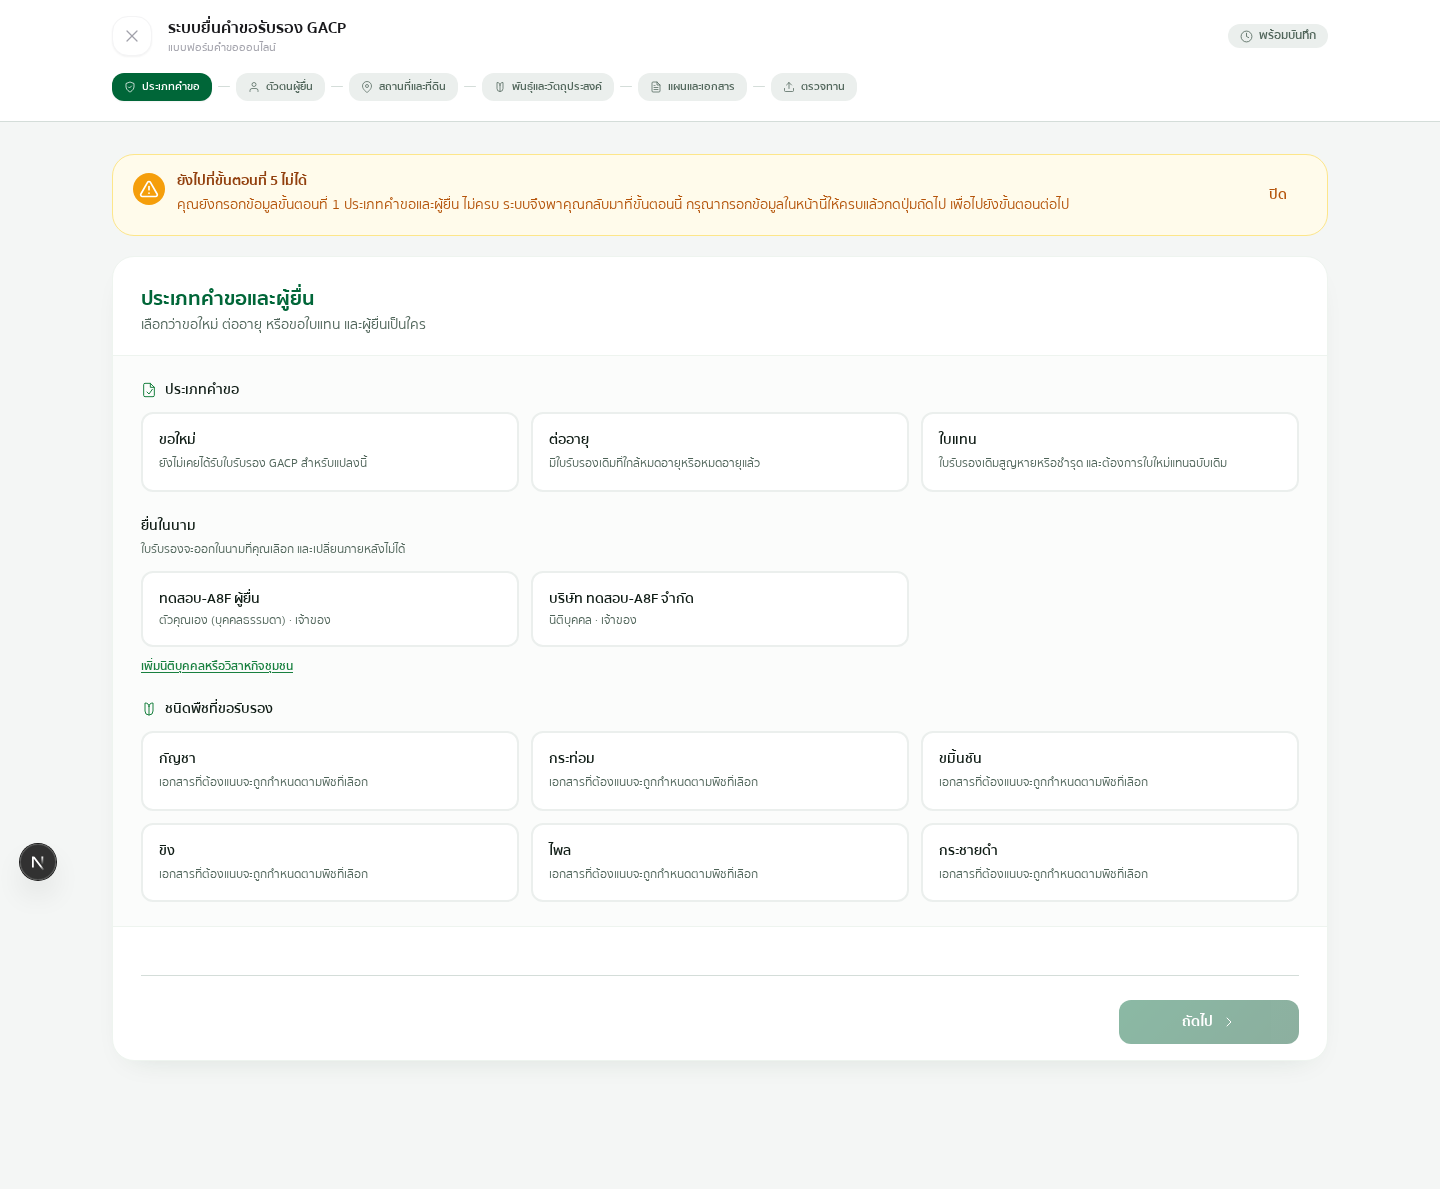 ระบบยื่นคำขอรับรอง GACP
แบบฟอร์มคำขอออนไลน์
พร้อมบันทึก
ประเภทคำขอ
ตัวตนผู้ยื่น
สถานที่และที่ดิน
พันธุ์และวัตถุประสงค์
แผนและเอกสาร
ตรวจทาน
ยังไปที่ขั้นตอนที่ 5 ไม่ได้
คุณยังกรอกข้อมูลขั้นตอนที่ 1 ประเภทคำขอและผู้ยื่น ไม่ครบ ระบบจึงพาคุณกลับมาที่ขั้นตอนนี้ กรุณากรอกข้อมูลในหน้านี้ให้ครบแล้วกดปุ่มถัดไป เพื่อไปยังขั้นตอนต่อไป
ปิด
ประเภทคำขอและผู้ยื่น
เลือกว่าขอใหม่ ต่ออายุ หรือขอใบแทน และผู้ยื่นเป็นใคร
ประเภทคำขอ
ขอใหม่
ยังไม่เคยได้รับใบรับรอง GACP สำหรับแปลงนี้
ต่ออายุ
มีใบรับรองเดิมที่ใกล้หมดอายุหรือหมดอายุแล้ว
ใบแทน
ใบรับรองเดิมสูญหายหรือชำรุด และต้องการใบใหม่แทนฉบับเดิม
ยื่นในนาม
ใบรับรองจะออกในนามที่คุณเลือก และเปลี่ยนภายหลังไม่ได้
ทดสอบ-A8F ผู้ยื่น
ตัวคุณเอง (บุคคลธรรมดา) · เจ้าของ
บริษัท ทดสอบ-A8F จำกัด
นิติบุคคล · เจ้าของ
เพิ่มนิติบุคคลหรือวิสาหกิจชุมชน
ชนิดพืชที่ขอรับรอง
กัญชา
เอกสารที่ต้องแนบจะถูกกำหนดตามพืชที่เลือก
กระท่อม
เอกสารที่ต้องแนบจะถูกกำหนดตามพืชที่เลือก
ขมิ้นชัน
เอกสารที่ต้องแนบจะถูกกำหนดตามพืชที่เลือก
ขิง
เอกสารที่ต้องแนบจะถูกกำหนดตามพืชที่เลือก
ไพล
เอกสารที่ต้องแนบจะถูกกำหนดตามพืชที่เลือก
กระชายดำ
เอกสารที่ต้องแนบจะถูกกำหนดตามพืชที่เลือก
N
ถัดไป